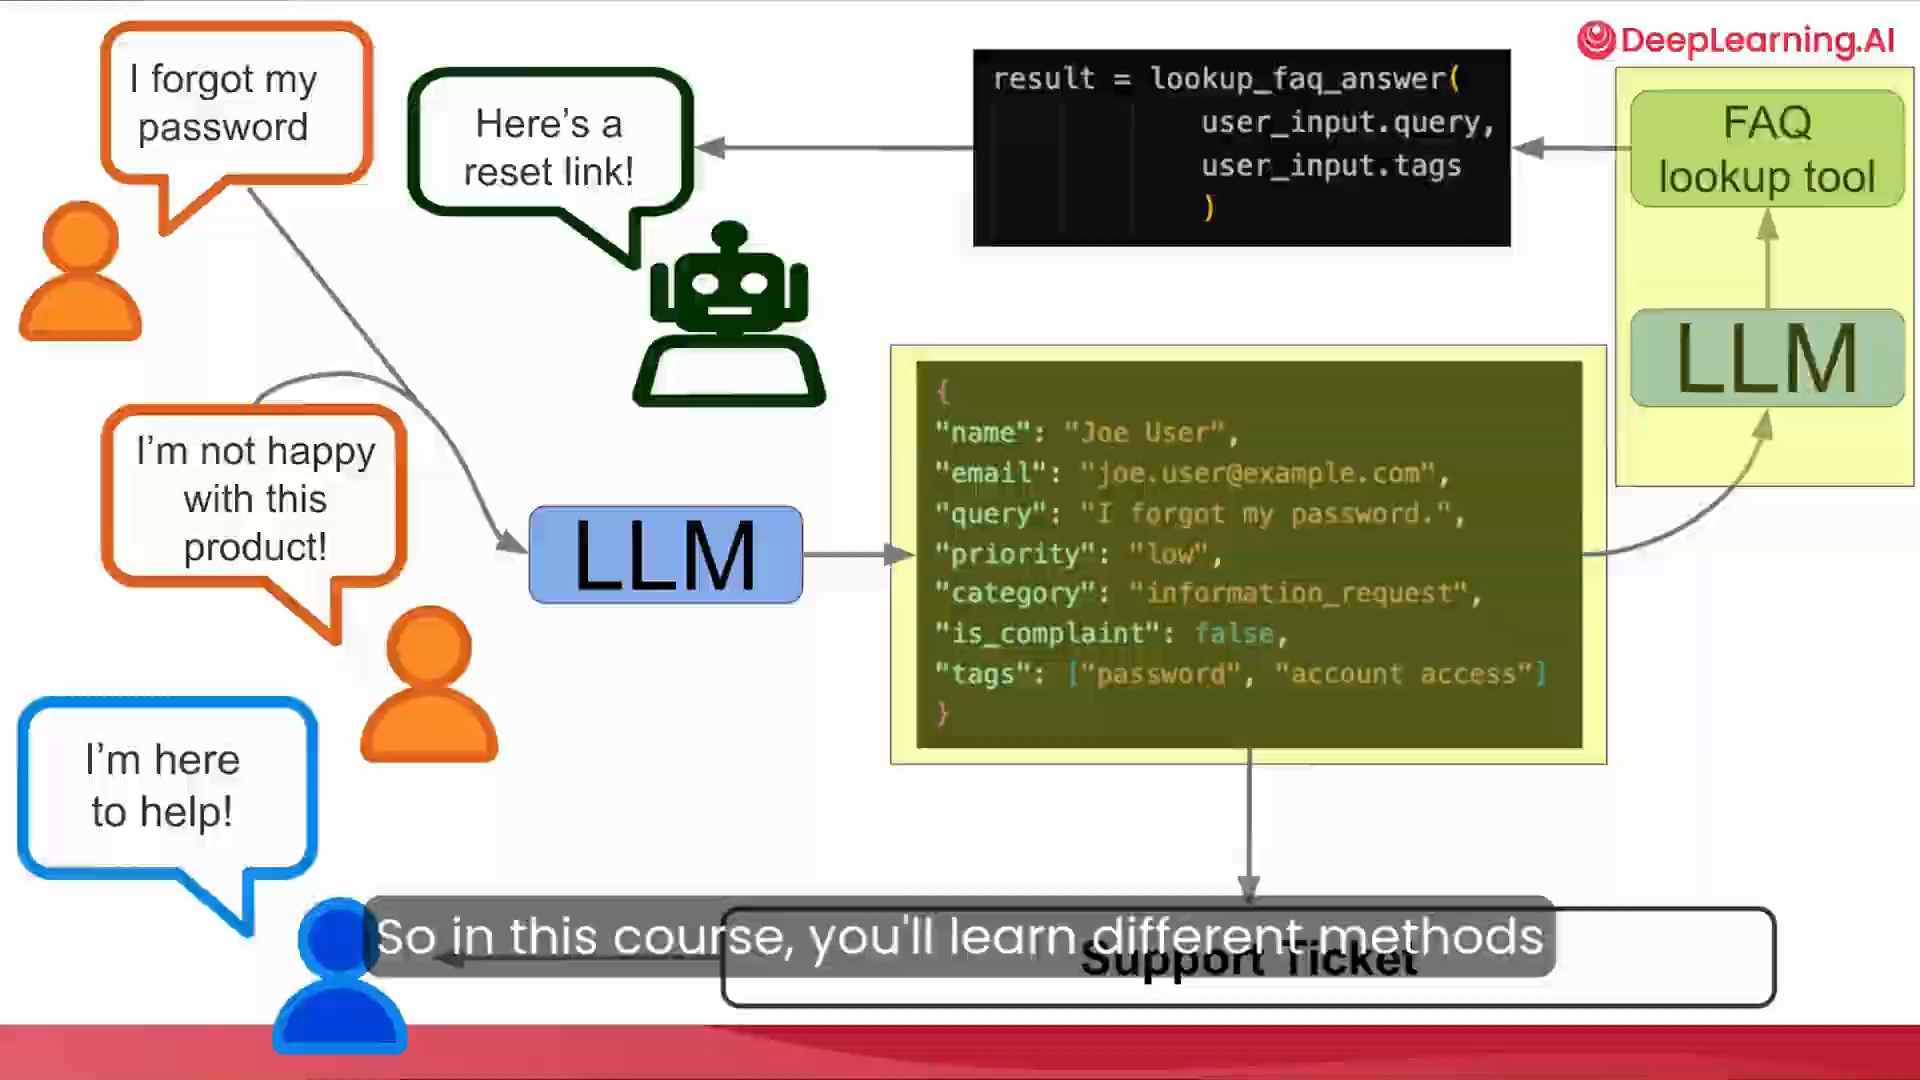 DeepLearning.AI
I forgot my
password
Here's a
reset link!
result = lookup_faq_answer(
user_input.query,
user_input.tags
)
FAQ
lookup tool
LLM
I'm not happy
with this
product!
LLM
{
"name": "Joe User",
"email": "joe.user@example.com",
"query": "I forgot my password.",
"priority": "low",
"category": "information_request",
"is_complaint": false,
"tags": ["password", "account access"]
}
I'm here
to help!
So in this course, you'll learn different methods
Support Ticket